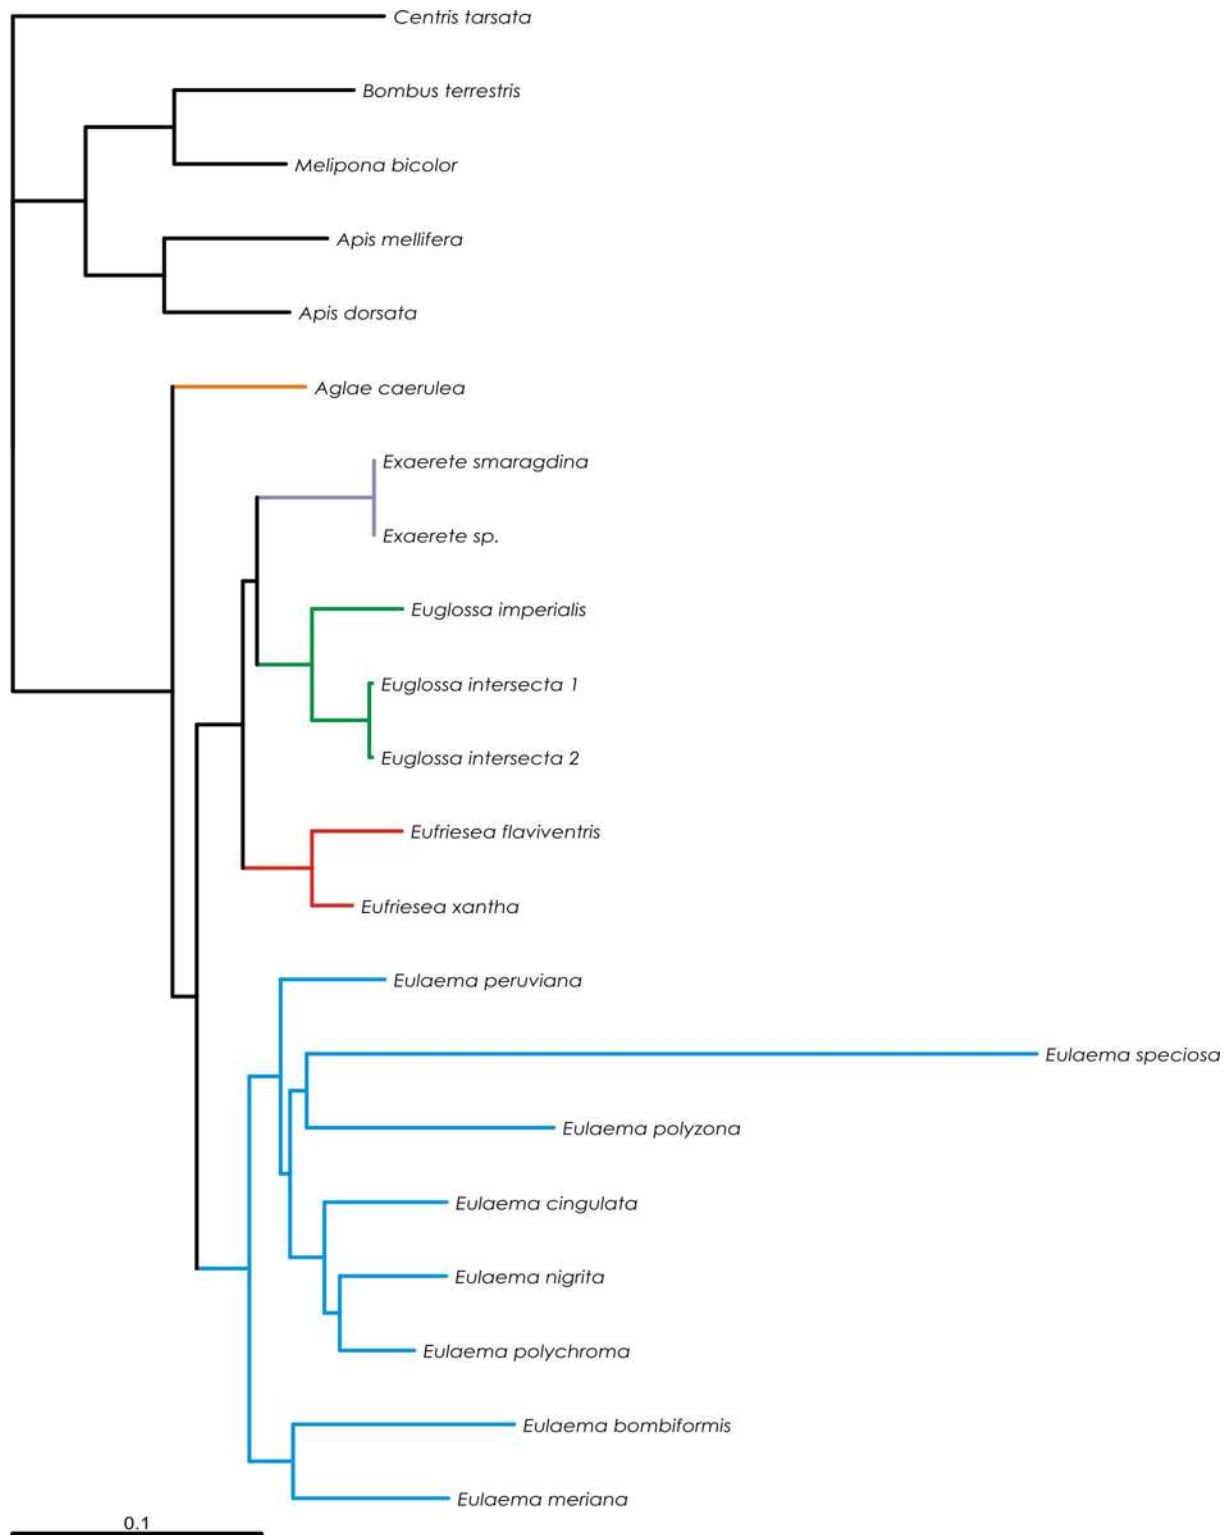 Centris tarsata
Bombus terrestris
Melipona bicolor
Apis mellifera
Apis dorsata
Aglae caerulea
Exaerete smaragdina
Exaerete sp.
Euglossa imperialis
Euglossa intersecta 1
Euglossa intersecta 2
Eufriesea flaviventris
Eufriesea xantha
Eulaema peruviana
Eulaema speciosa
Eulaema polyzona
Eulaema cingulata
Eulaema nigrita
Eulaema polychroma
Eulaema bombiformis
Eulaema meriana
0.1